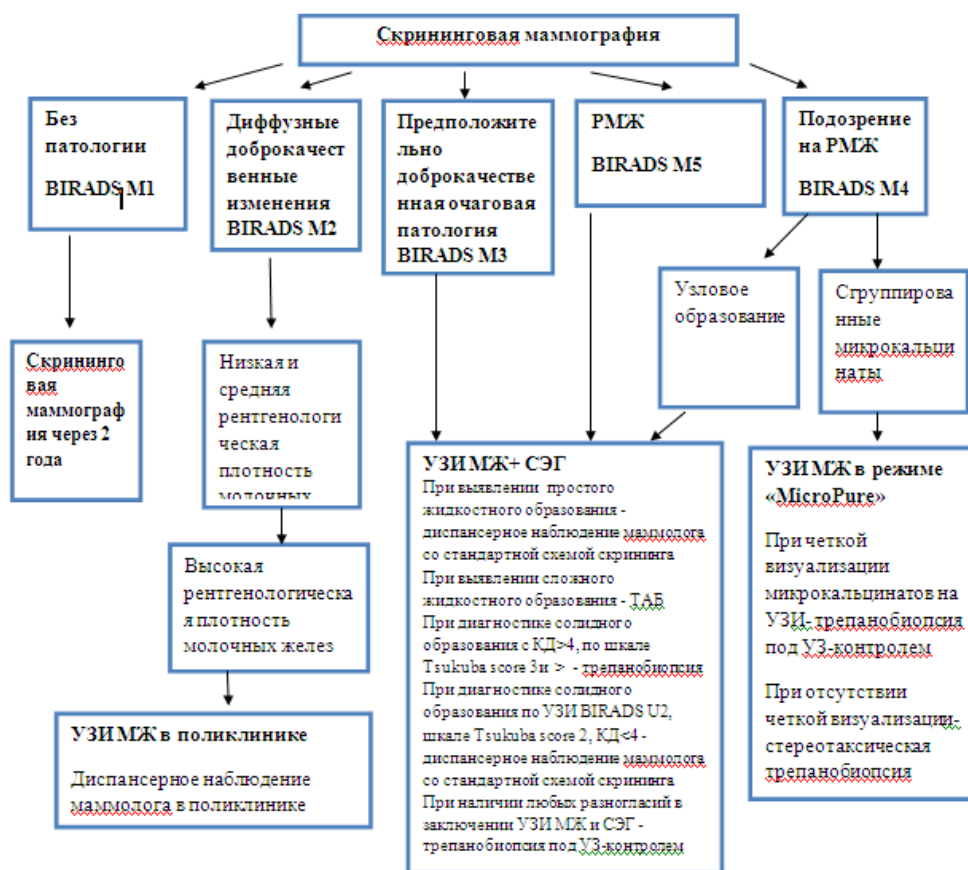 Скрининговая маммография
Без
патологии
BIRADS M1
Диффузные
доброкачест
венные
изменения
BIRADS M2
Предположите
льно
доброкачестве
нная очаговая
патология
BIRADS M3
РМЖ
BIRADS M5
Подозрение
на РМЖ
BIRADS M4
Узловое
образование
Сгруппирова
нные
микрокальци
наты
Скринингo
вая
маммограф
ия через 2
года
Низкая и
средняя
рентгенологи
ческая
плотность
молочных
Высокая
рентгенологическа
я плотность
молочных желез
УЗИ МЖ в поликлинике
Диспансерное наблюдение
маммолога в поликлинике
УЗИ МЖ+ СЭГ
При выявлении простого
жидкостного образования -
диспансерное наблюдение маммолога
со стандартной схемой скрининга
При выявлении сложного
жидкостного образования - ТАБ
При диагностике солидного
образования с КД>4, по шкале
Tsukuba score 3и > - трепанобиопсия
При диагностике солидного
образования по УЗИ BIRADS U2,
шкале Tsukuba score 2, КД<4 -
диспансерное наблюдение маммолога
со стандартной схемой скрининга
При наличии любых разногласий в
заключении УЗИ МЖ и СЭГ -
трепанобиопсия под УЗ-контролем
УЗИ МЖ в режиме
«MicroPure»
При четкой
визуализации
микрокальцинатов на
УЗИ- трепанобиопсия
под УЗ-контролем
При отсутствии
четкой визуализации-
стереотаксическая
трепанобиопсия